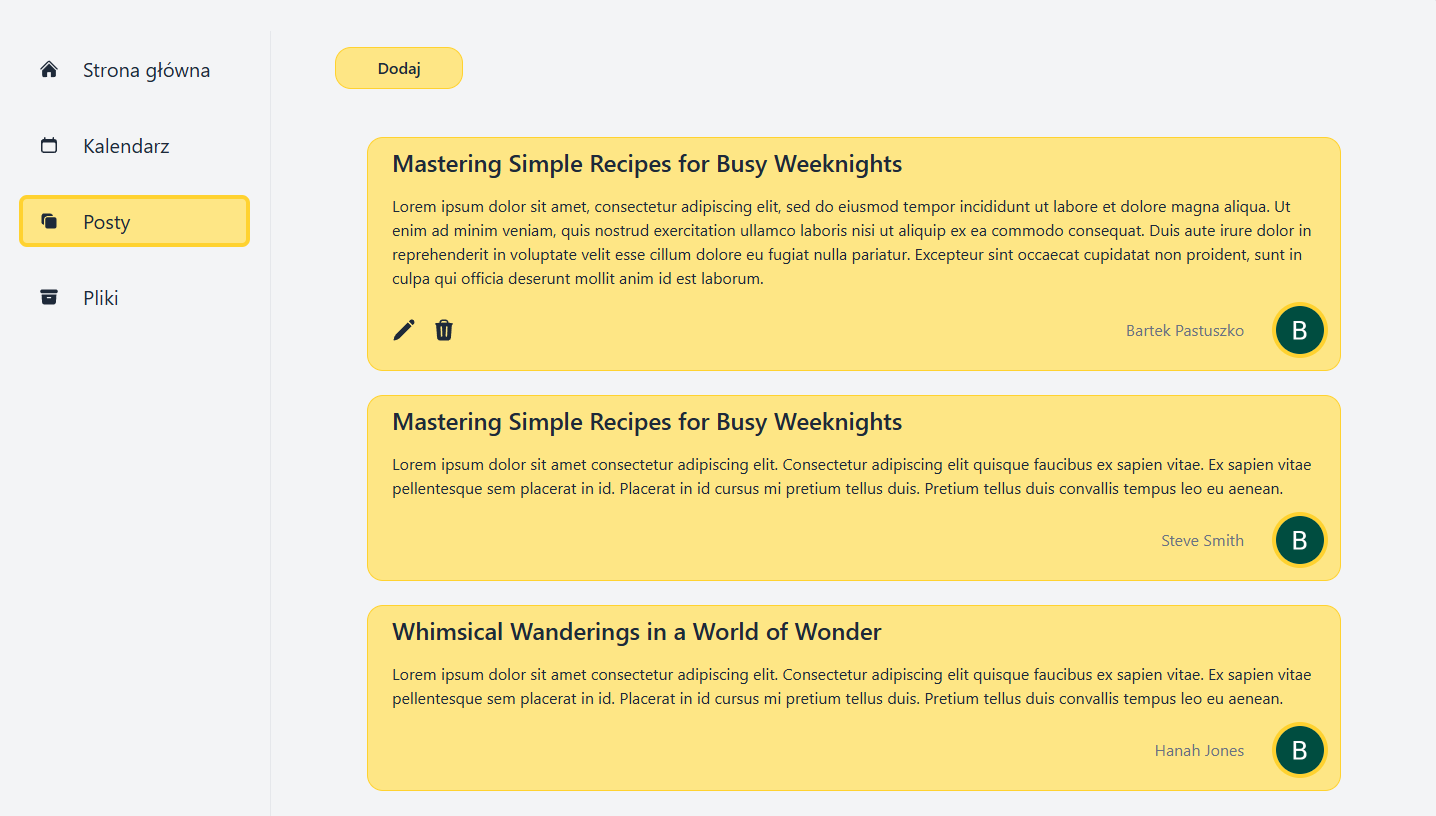 Strona główna
Kalendarz
Posty
Pliki
Dodaj
Mastering Simple Recipes for Busy Weeknights
Lorem ipsum dolor sit amet, consectetur adipiscing elit, sed do eiusmod tempor incididunt ut labore et dolore magna aliqua. Ut
enim ad minim veniam, quis nostrud exercitation ullamco laboris nisi ut aliquip ex ea commodo consequat. Duis aute irure dolor in
reprehenderit in voluptate velit esse cillum dolore eu fugiat nulla pariatur. Excepteur sint occaecat cupidatat non proident, sunt in
culpa qui officia deserunt mollit anim id est laborum.
Bartek Pastuszko
B
Mastering Simple Recipes for Busy Weeknights
Lorem ipsum dolor sit amet consectetur adipiscing elit. Consectetur adipiscing elit quisque faucibus ex sapien vitae. Ex sapien vitae
pellentesque sem placerat in id. Placerat in id cursus mi pretium tellus duis. Pretium tellus duis convallis tempus leo eu aenean.
Steve Smith
B
Whimsical Wanderings in a World of Wonder
Lorem ipsum dolor sit amet consectetur adipiscing elit. Consectetur adipiscing elit quisque faucibus ex sapien vitae. Ex sapien vitae
pellentesque sem placerat in id. Placerat in id cursus mi pretium tellus duis. Pretium tellus duis convallis tempus leo eu aenean.
Hanah Jones
B